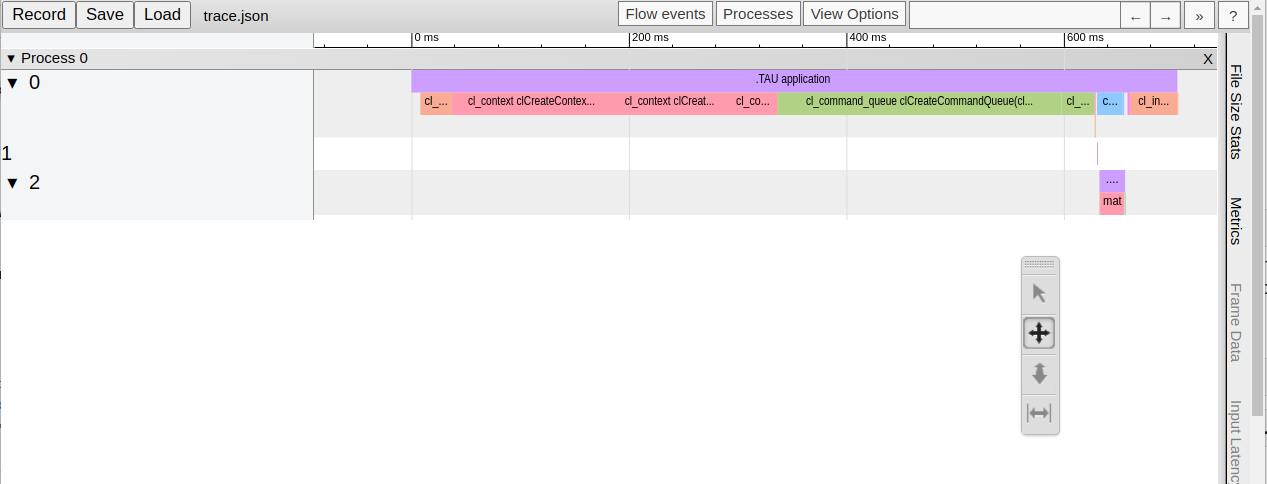 Record Save Load trace.json Flow events Processes View Options ← → » ?
0 ms 200 ms 400 ms 600 ms
▼ Process 0 X
▼ 0 .TAU application
cl_... cl_context clCreateContex... cl_context clCreat... cl_co... cl_command_queue clCreateCommandQueue(cl... cl_... c... cl_in...
1
▼ 2 ....
mat
File Size Stats
Metrics
Frame Data
Input Latency